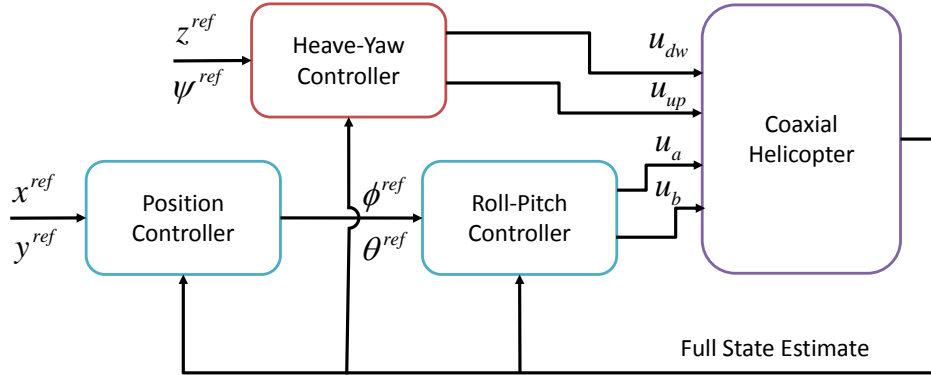 z^ref
ψ^ref
Heave-Yaw
Controller
u_dw
u_up
Coaxial
Helicopter
x^ref
y^ref
Position
Controller
ϕ^ref
θ^ref
Roll-Pitch
Controller
u_a
u_b
Full State Estimate